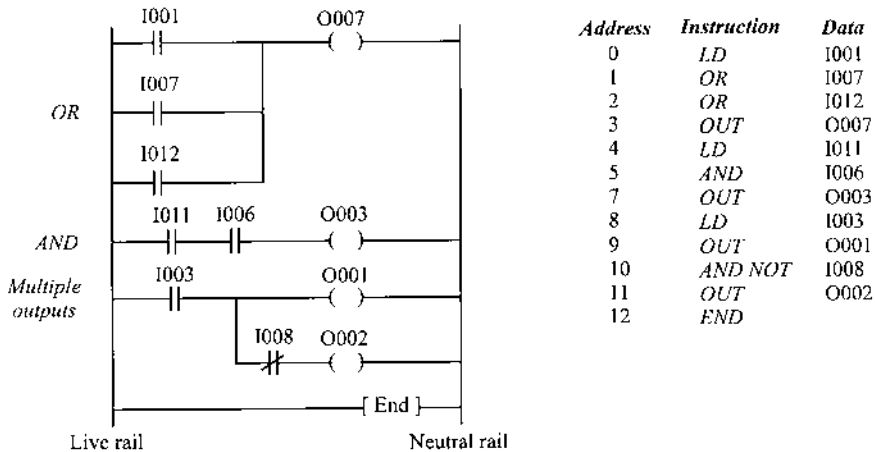 I001 O007
I007
OR
I012
I011 I006 O003
AND
I003 O001
Multiple
outputs
I008 O002
[ End ]
Live rail Neutral rail
Address Instruction Data
0 LD I001
1 OR I007
2 OR I012
3 OUT O007
4 LD I011
5 AND I006
7 OUT O003
8 LD I003
9 OUT O001
10 AND NOT I008
11 OUT O002
12 END